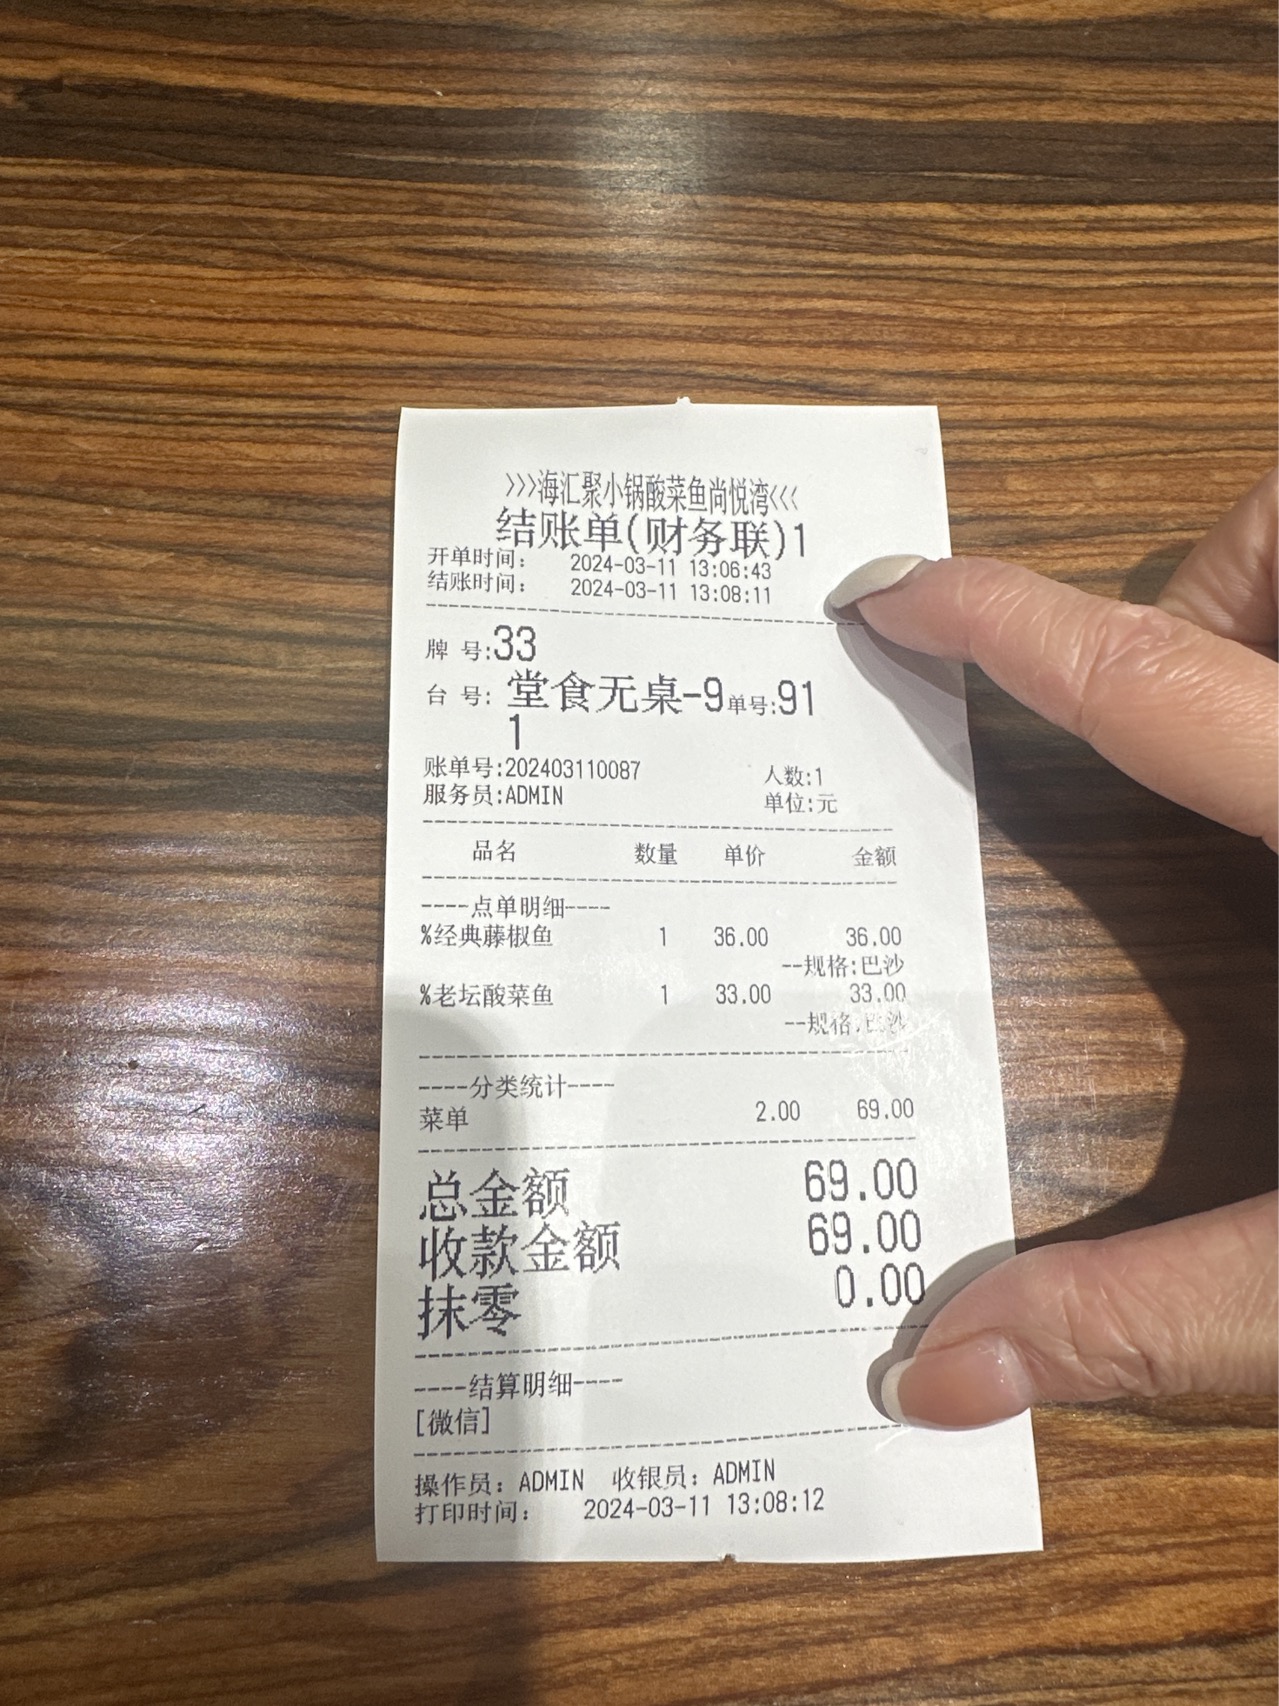 >>>海汇聚小锅酸菜鱼尚悦湾<<<
结账单(财务联)1
开单时间: 2024-03-11 13:06:43
结账时间: 2024-03-11 13:08:11
牌 号:33
台 号: 堂食无桌-9单号:91
1
账单号:202403110087 人数:1
服务员:ADMIN 单位:元
品名 数量 单价 金额
----点单明细----
%经典藤椒鱼 1 36.00 36.00
--规格:巴沙
%老坛酸菜鱼 1 33.00 33.00
--规格:巴沙
----分类统计----
菜单 2.00 69.00
总金额 69.00
收款金额 69.00
抹零 0.00
----结算明细----
[微信]
操作员: ADMIN 收银员: ADMIN
打印时间: 2024-03-11 13:08:12